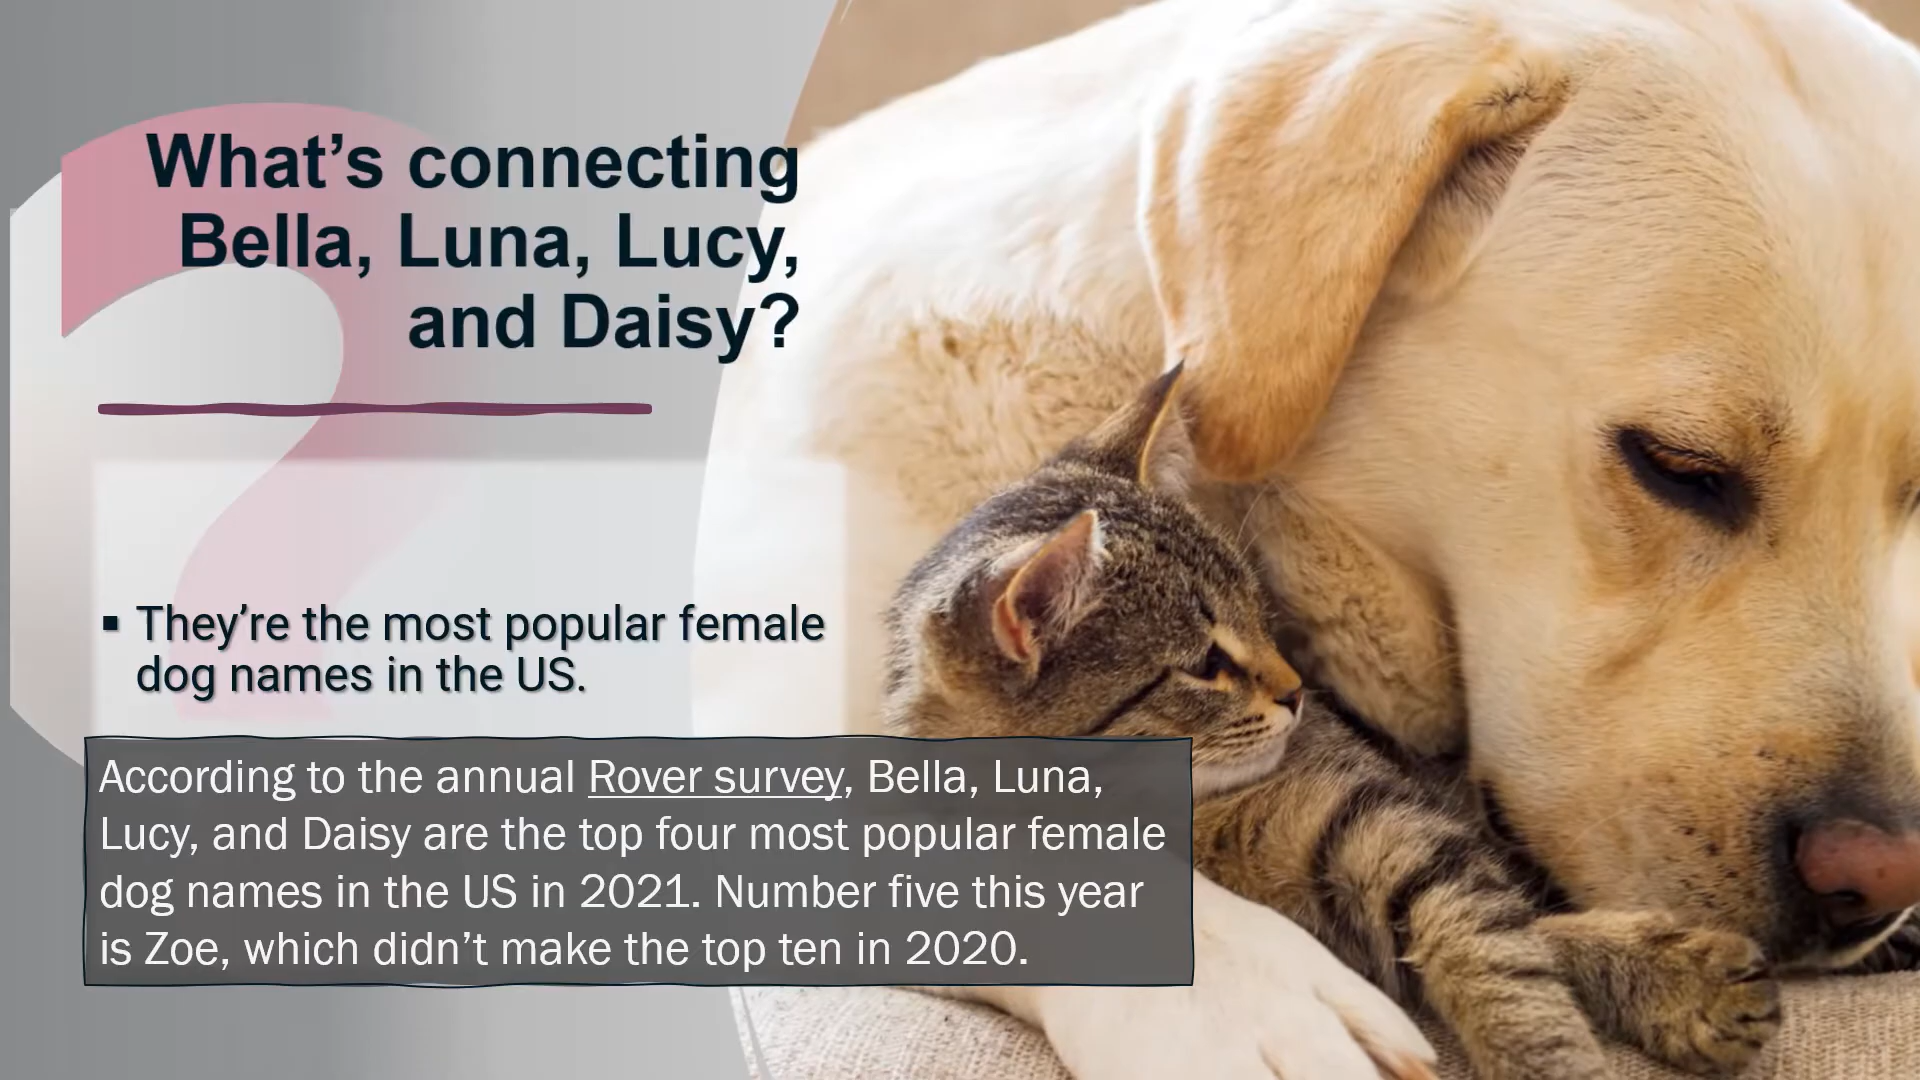 What’s connecting
Bella, Luna, Lucy,
and Daisy?
▪ They’re the most popular female
dog names in the US.
According to the annual Rover survey, Bella, Luna,
Lucy, and Daisy are the top four most popular female
dog names in the US in 2021. Number five this year
is Zoe, which didn’t make the top ten in 2020.